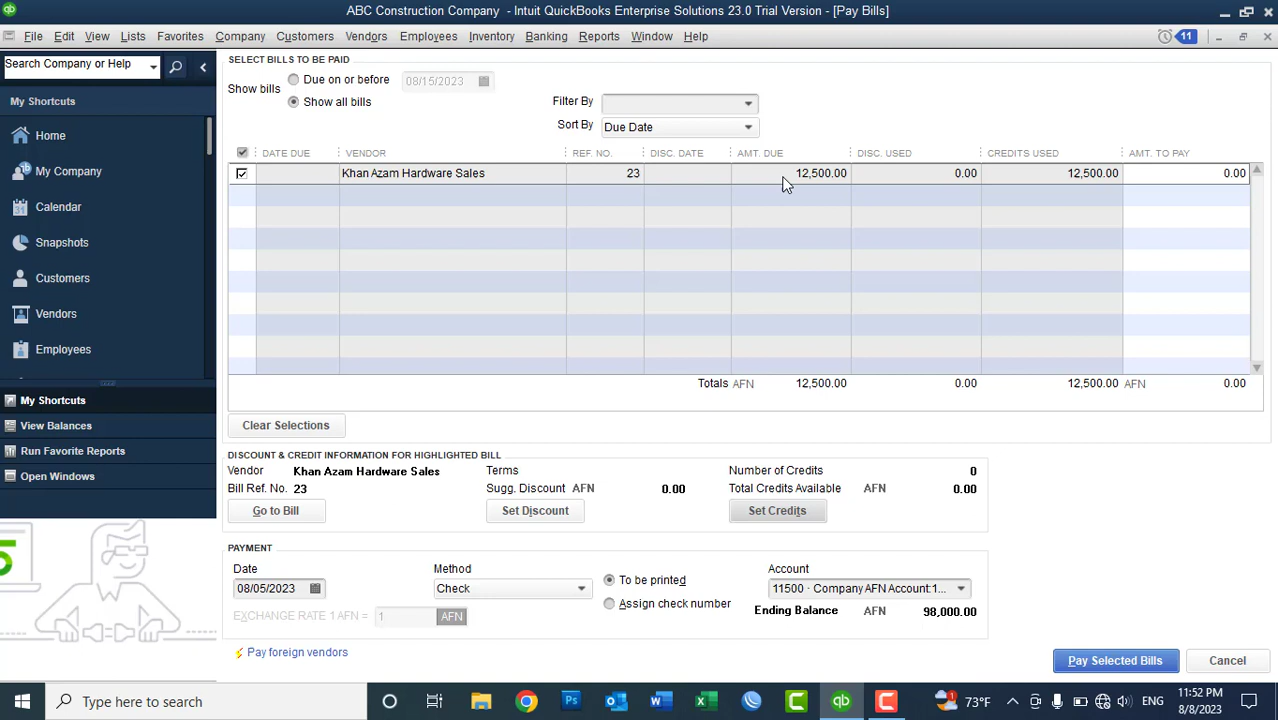 ABC Construction Company - Intuit QuickBooks Enterprise Solutions 23.0 Trial Version - [Pay Bills]
File Edit View Lists Favorites Company Customers Vendors Employees Inventory Banking Reports Window Help 11
Search Company or Help
My Shortcuts
Home
My Company
Calendar
31
Snapshots
Customers
Vendors
Employees
My Shortcuts
View Balances
Run Favorite Reports
Open Windows
SELECT BILLS TO BE PAID
Show bills
Due on or before 08/15/2023
Show all bills
Filter By
Sort By Due Date
DATE DUE VENDOR REF. NO. DISC. DATE AMT. DUE DISC. USED CREDITS USED AMT. TO PAY
Khan Azam Hardware Sales 23 12,500.00 0.00 12,500.00 0.00
Totals AFN 12,500.00 0.00 12,500.00 AFN 0.00
Clear Selections
DISCOUNT & CREDIT INFORMATION FOR HIGHLIGHTED BILL
Vendor Khan Azam Hardware Sales Terms Number of Credits 0
Bill Ref. No. 23 Sugg. Discount AFN 0.00 Total Credits Available AFN 0.00
Go to Bill Set Discount Set Credits
PAYMENT
Date Method To be printed Account
08/05/2023 Check Assign check number 11500 · Company AFN Account:1...
Ending Balance AFN 98,000.00
EXCHANGE RATE 1 AFN = 1 AFN
Pay foreign vendors
Pay Selected Bills Cancel
Type here to search
73°F ENG 11:52 PM
8/8/2023